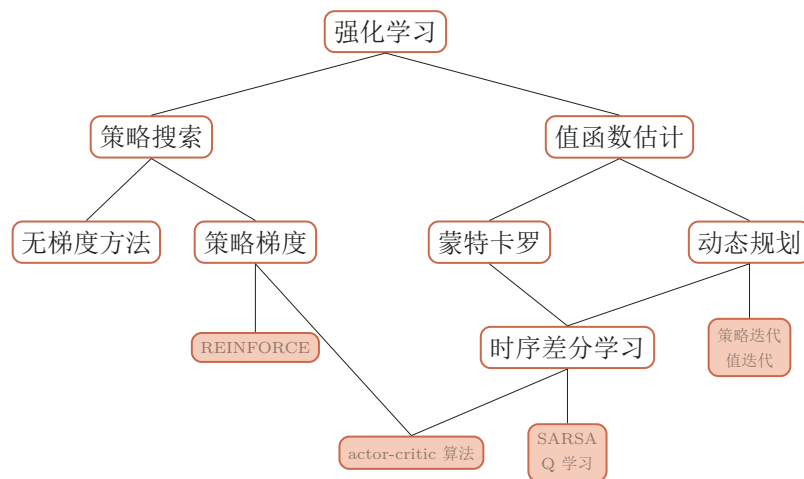 强化学习
策略搜索
值函数估计
无梯度方法
策略梯度
蒙特卡罗
动态规划
REINFORCE
时序差分学习
策略迭代
值迭代
actor-critic 算法
SARSA
Q 学习